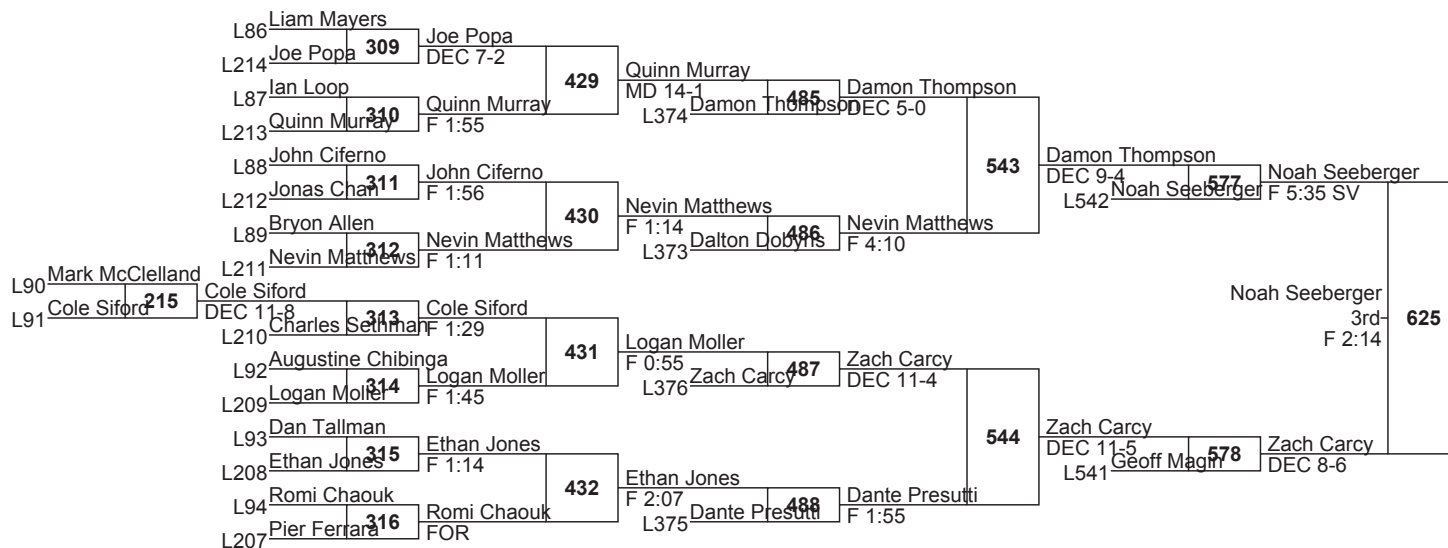 L90 Mark McClelland
L91 Cole Siford
215
Cole Siford
DEC 11-8
L86 Liam Mayers
L214 Joe Popa
309
L87 Ian Loop
L213 Quinn Murray
310
L88 John Ciferno
L212 Jonas Chan
311
L89 Bryon Allen
L211 Nevin Matthews
312
L210 Charles Sethman
313
L92 Augustine Chibinga
L209 Logan Moller
314
L93 Dan Tallman
L208 Ethan Jones
315
L94 Romi Chaouk
L207 Pier Ferrara
316
Joe Popa
DEC 7-2
Quinn Murray
F 1:55
429
John Ciferno
F 1:56
Nevin Matthews
F 1:11
430
Cole Siford
F 1:29
Logan Moller
F 1:45
431
Ethan Jones
F 1:14
Romi Chaouk
FOR
432
Quinn Murray
MD 14-1
L374 Damon Thompson
485
Nevin Matthews
F 1:14
L373 Dalton Dobyns
486
Logan Moller
F 0:55
L376 Zach Carcy
487
Ethan Jones
F 2:07
L375 Dante Presutti
488
Damon Thompson
DEC 5-0
Nevin Matthews
F 4:10
543
Zach Carcy
DEC 11-4
Dante Presutti
F 1:55
544
Damon Thompson
DEC 9-4
L542 Noah Seeberger
577
Zach Carcy
DEC 11-5
L541 Geoff Magin
578
Noah Seeberger
F 5:35 SV
Zach Carcy
DEC 8-6
625
Noah Seeberger
3rd
F 2:14